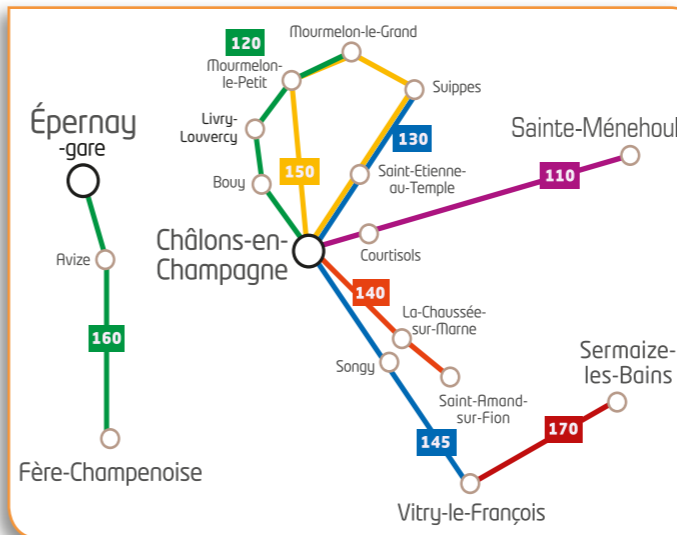 Mourmelon-le-Grand
120
Mourmelon-
le-Petit
Suippes
Livry-
Louvercy
Épernay
-gare
130
Sainte-Ménehoul
Saint-Etienne-
au-Temple
150
110
Bouy
Châlons-en-
Champagne
Courtisols
Avize
140
La-Chaussée-
sur-Marne
160
Songy
Sermaize-
les-Bains
Saint-Amand-
sur-Fion
145
170
Fère-Champenoise
Vitry-le-François